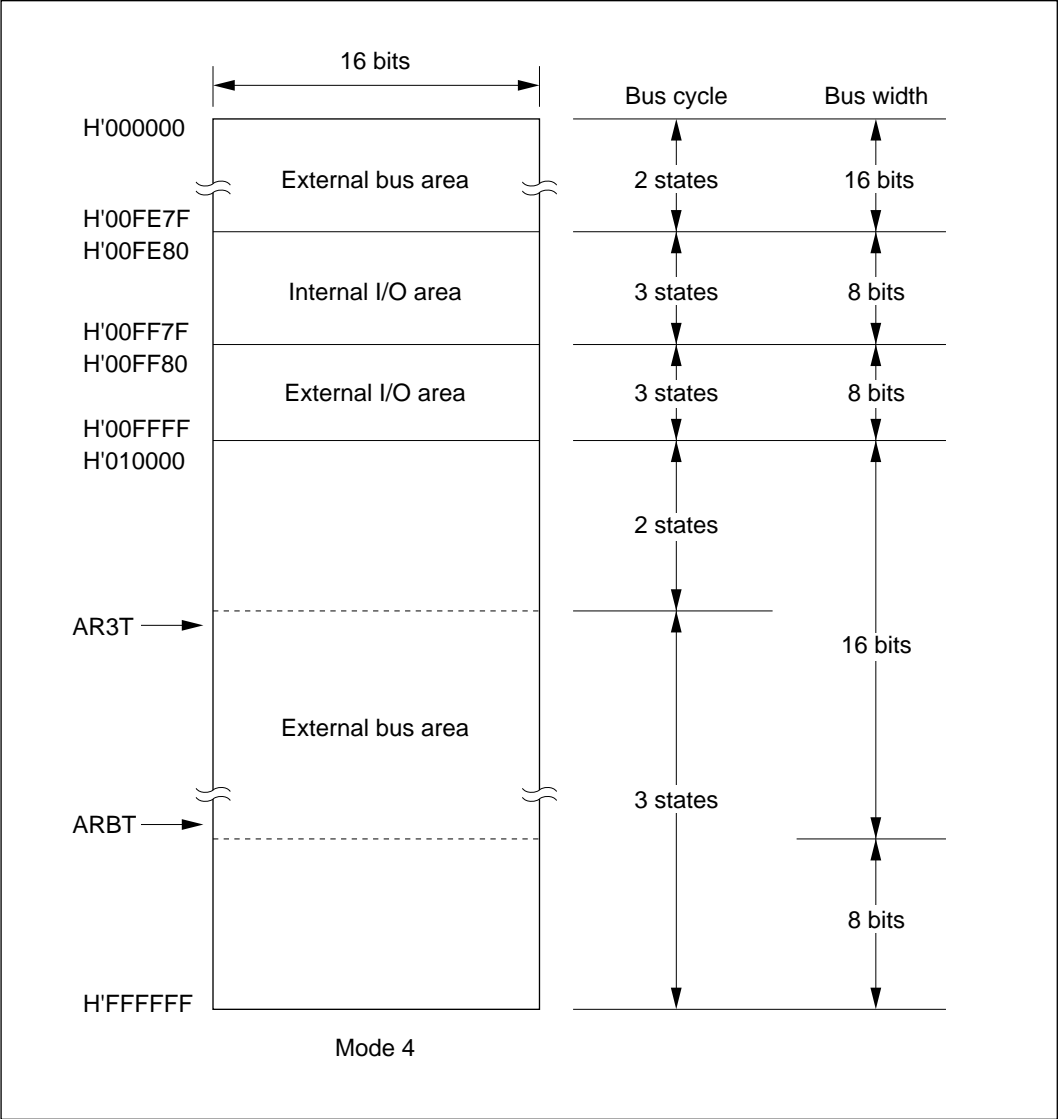 16 bits
Bus cycle
Bus width
H'000000
External bus area
2 states
16 bits
H'00FE7F
H'00FE80
Internal I/O area
3 states
8 bits
H'00FF7F
H'00FF80
External I/O area
3 states
8 bits
H'00FFFF
H'010000
2 states
AR3T
16 bits
External bus area
3 states
ARBT
8 bits
H'FFFFFF
Mode 4